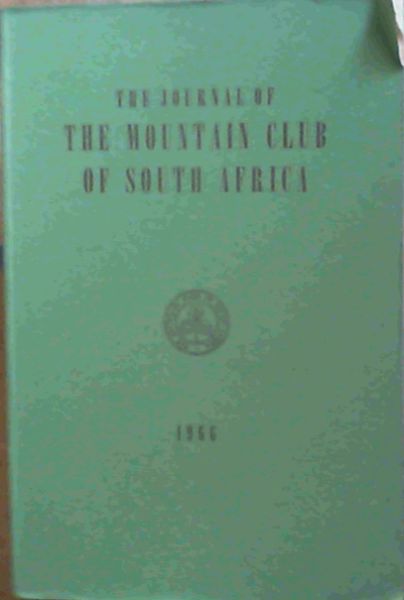 THE JOURNAL OF
THE MOUNTAIN CLUB
OF SOUTH AFRICA
1966